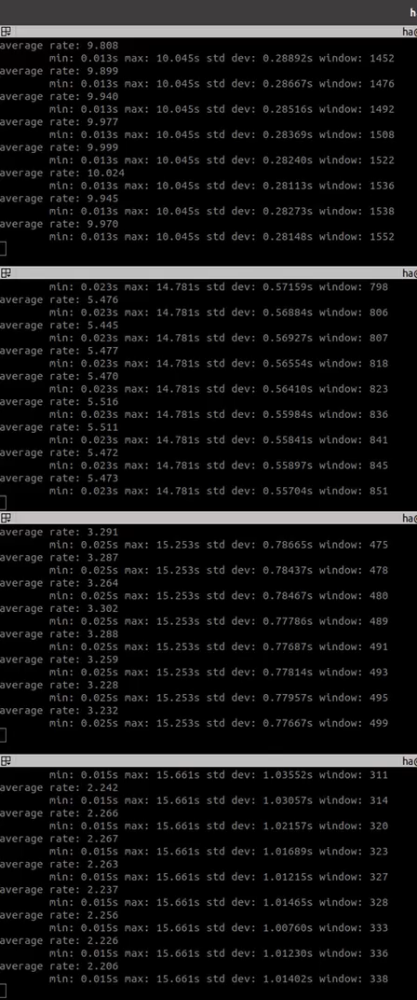 h
ha@
average rate: 9.808
min: 0.013s max: 10.045s std dev: 0.28892s window: 1452
average rate: 9.899
min: 0.013s max: 10.045s std dev: 0.28667s window: 1476
average rate: 9.940
min: 0.013s max: 10.045s std dev: 0.28516s window: 1492
average rate: 9.977
min: 0.013s max: 10.045s std dev: 0.28369s window: 1508
average rate: 9.999
min: 0.013s max: 10.045s std dev: 0.28240s window: 1522
average rate: 10.024
min: 0.013s max: 10.045s std dev: 0.28113s window: 1536
average rate: 9.945
min: 0.013s max: 10.045s std dev: 0.28273s window: 1538
average rate: 9.970
min: 0.013s max: 10.045s std dev: 0.28148s window: 1552
ha@
min: 0.023s max: 14.781s std dev: 0.57159s window: 798
average rate: 5.476
min: 0.023s max: 14.781s std dev: 0.56884s window: 806
average rate: 5.445
min: 0.023s max: 14.781s std dev: 0.56927s window: 807
average rate: 5.477
min: 0.023s max: 14.781s std dev: 0.56554s window: 818
average rate: 5.470
min: 0.023s max: 14.781s std dev: 0.56410s window: 823
average rate: 5.516
min: 0.023s max: 14.781s std dev: 0.55984s window: 836
average rate: 5.511
min: 0.023s max: 14.781s std dev: 0.55841s window: 841
average rate: 5.472
min: 0.023s max: 14.781s std dev: 0.55897s window: 845
average rate: 5.473
min: 0.023s max: 14.781s std dev: 0.55704s window: 851
ha@
average rate: 3.291
min: 0.025s max: 15.253s std dev: 0.78665s window: 475
average rate: 3.287
min: 0.025s max: 15.253s std dev: 0.78437s window: 478
average rate: 3.264
min: 0.025s max: 15.253s std dev: 0.78467s window: 480
average rate: 3.302
min: 0.025s max: 15.253s std dev: 0.77786s window: 489
average rate: 3.288
min: 0.025s max: 15.253s std dev: 0.77687s window: 491
average rate: 3.259
min: 0.025s max: 15.253s std dev: 0.77814s window: 493
average rate: 3.228
min: 0.025s max: 15.253s std dev: 0.77957s window: 495
average rate: 3.232
min: 0.025s max: 15.253s std dev: 0.77667s window: 499
ha@
min: 0.015s max: 15.661s std dev: 1.03552s window: 311
average rate: 2.242
min: 0.015s max: 15.661s std dev: 1.03057s window: 314
average rate: 2.266
min: 0.015s max: 15.661s std dev: 1.02157s window: 320
average rate: 2.267
min: 0.015s max: 15.661s std dev: 1.01689s window: 323
average rate: 2.263
min: 0.015s max: 15.661s std dev: 1.01215s window: 327
average rate: 2.237
min: 0.015s max: 15.661s std dev: 1.01465s window: 328
average rate: 2.256
min: 0.015s max: 15.661s std dev: 1.00760s window: 333
average rate: 2.226
min: 0.015s max: 15.661s std dev: 1.01230s window: 336
average rate: 2.206
min: 0.015s max: 15.661s std dev: 1.01402s window: 338